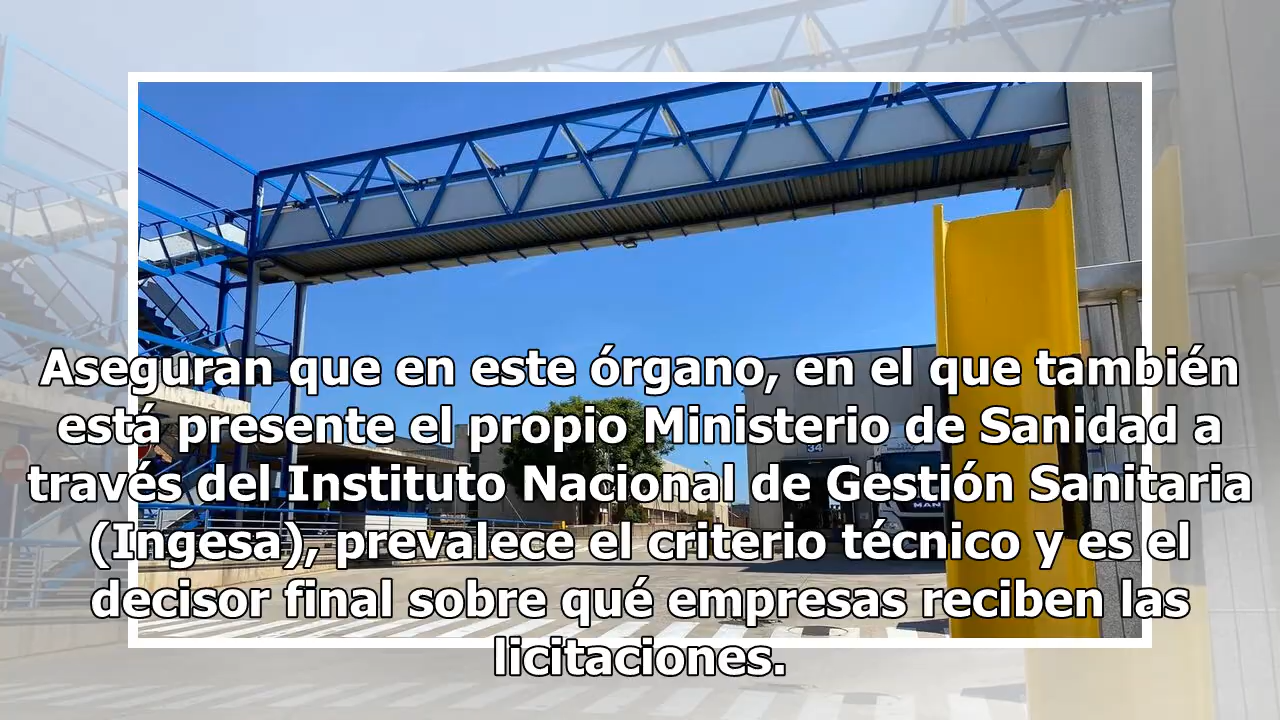 Aseguran que en este órgano, en el que también
está presente el propio Ministerio de Sanidad a
través del Instituto Nacional de Gestión Sanitaria
(Ingesa), prevalece el criterio técnico y es el
decisor final sobre qué empresas reciben las
licitaciones.
34
MAN